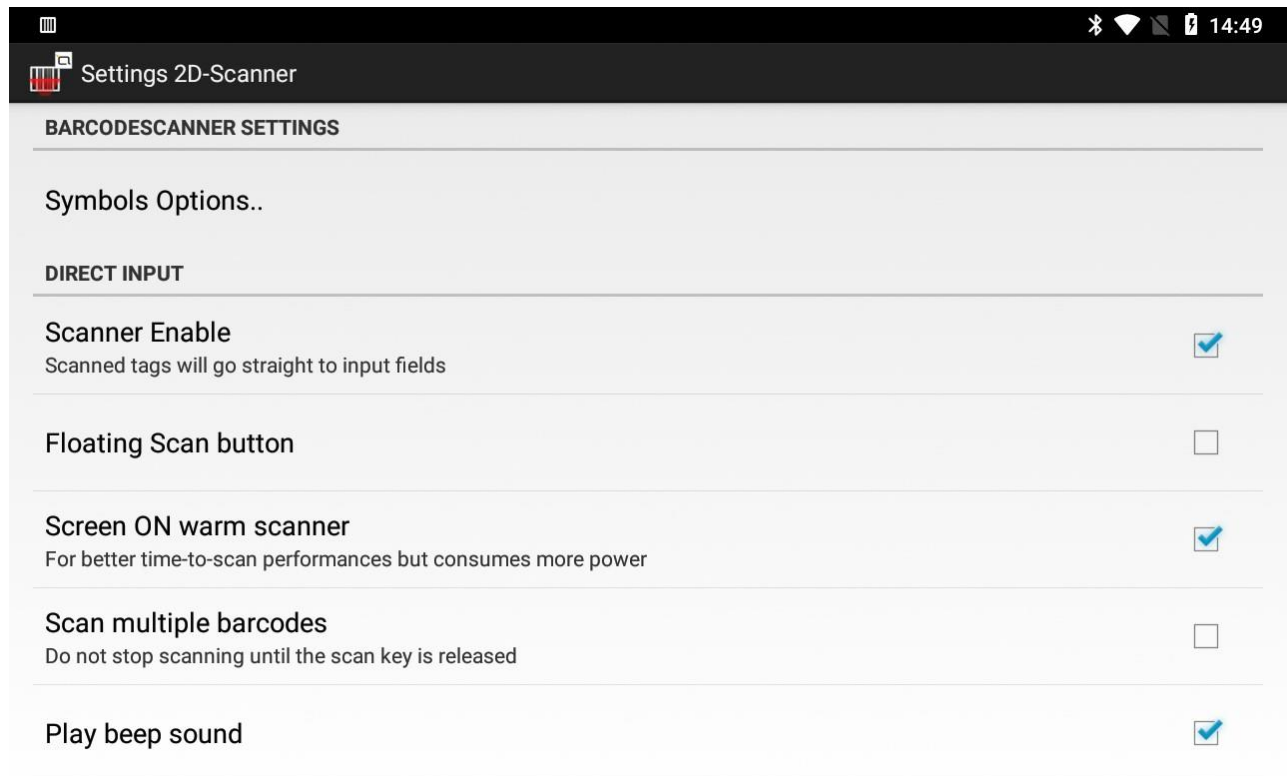 14:49
Settings 2D-Scanner
BARCODESCANNER SETTINGS
Symbols Options..
DIRECT INPUT
Scanner Enable
Scanned tags will go straight to input fields
Floating Scan button
Screen ON warm scanner
For better time-to-scan performances but consumes more power
Scan multiple barcodes
Do not stop scanning until the scan key is released
Play beep sound